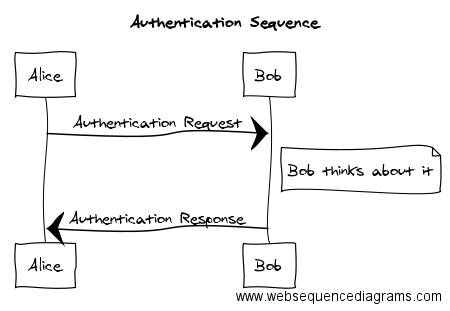 Authentication Sequence
Alice
Bob
Authentication Request
Bob thinks about it
Authentication Response
Alice
Bob
www.websequencediagrams.com